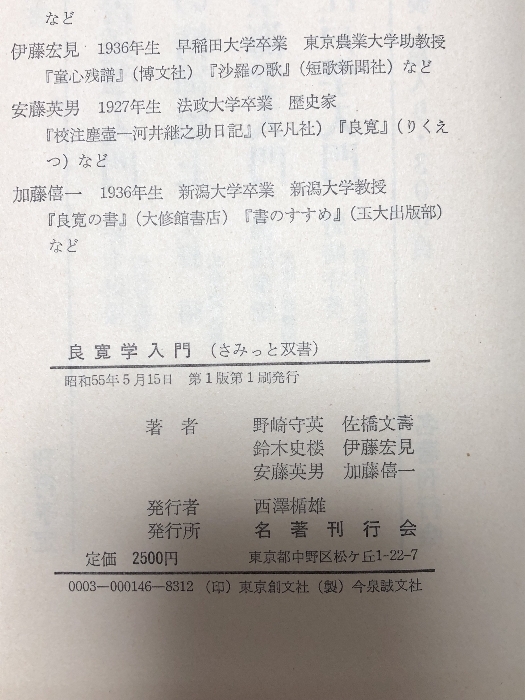 など
伊藤宏見 1936年生 早稲田大学卒業 東京農業大学助教授
『童心残譜』(博文社)『沙羅の歌』(短歌新聞社)など
安藤英男 1927年生 法政大学卒業 歴史家
『校注塵壺―河井継之助日記』(平凡社)『良寛』(りくえ
つ)など
加藤僖一 1936年生 新潟大学卒業 新潟大学教授
『良寛の書』(大修館書店)『書のすすめ』(玉大出版部)
など
良寛学入門 (さみっと双書)
昭和55年5月15日 第1版第1刷発行
著者 野崎守英 佐橋文壽
鈴木史楼 伊藤宏見
安藤英男 加藤僖一
発行者 西澤楯雄
発行所 名著刊行会
定価 2500円 東京都中野区松ケ丘1-22-7
0003―000146―8312 (印)東京創文社(製)今泉誠文社